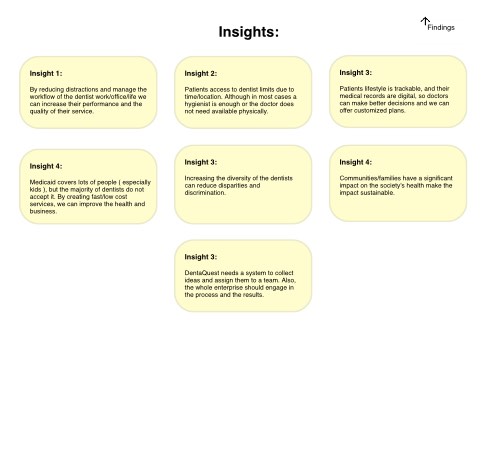 Insights:
Findings
Insight 1:
By reducing distractions and manage the
workflow of the dentist work/office/life we
can increase their performance and the
quality of their service.
Insight 2:
Patients access to dentist limits due to
time/location. Although in most cases a
hygienist is enough or the doctor does
not need available physically.
Insight 3:
Patients lifestyle is trackable, and their
medical records are digital, so doctors
can make better decisions and we can
offer customized plans.
Insight 4:
Medicaid covers lots of people ( especially
kids ), but the majority of dentists do not
accept it. By creating fast/low cost
services, we can improve the health and
business.
Insight 3:
Increasing the diversity of the dentists
can reduce disparities and
discrimination.
Insight 4:
Communities/families have a significant
impact on the society's health make the
impact sustainable.
Insight 3:
DentaQuest needs a system to collect
ideas and assign them to a team. Also,
the whole enterprise should engage in
the process and the results.